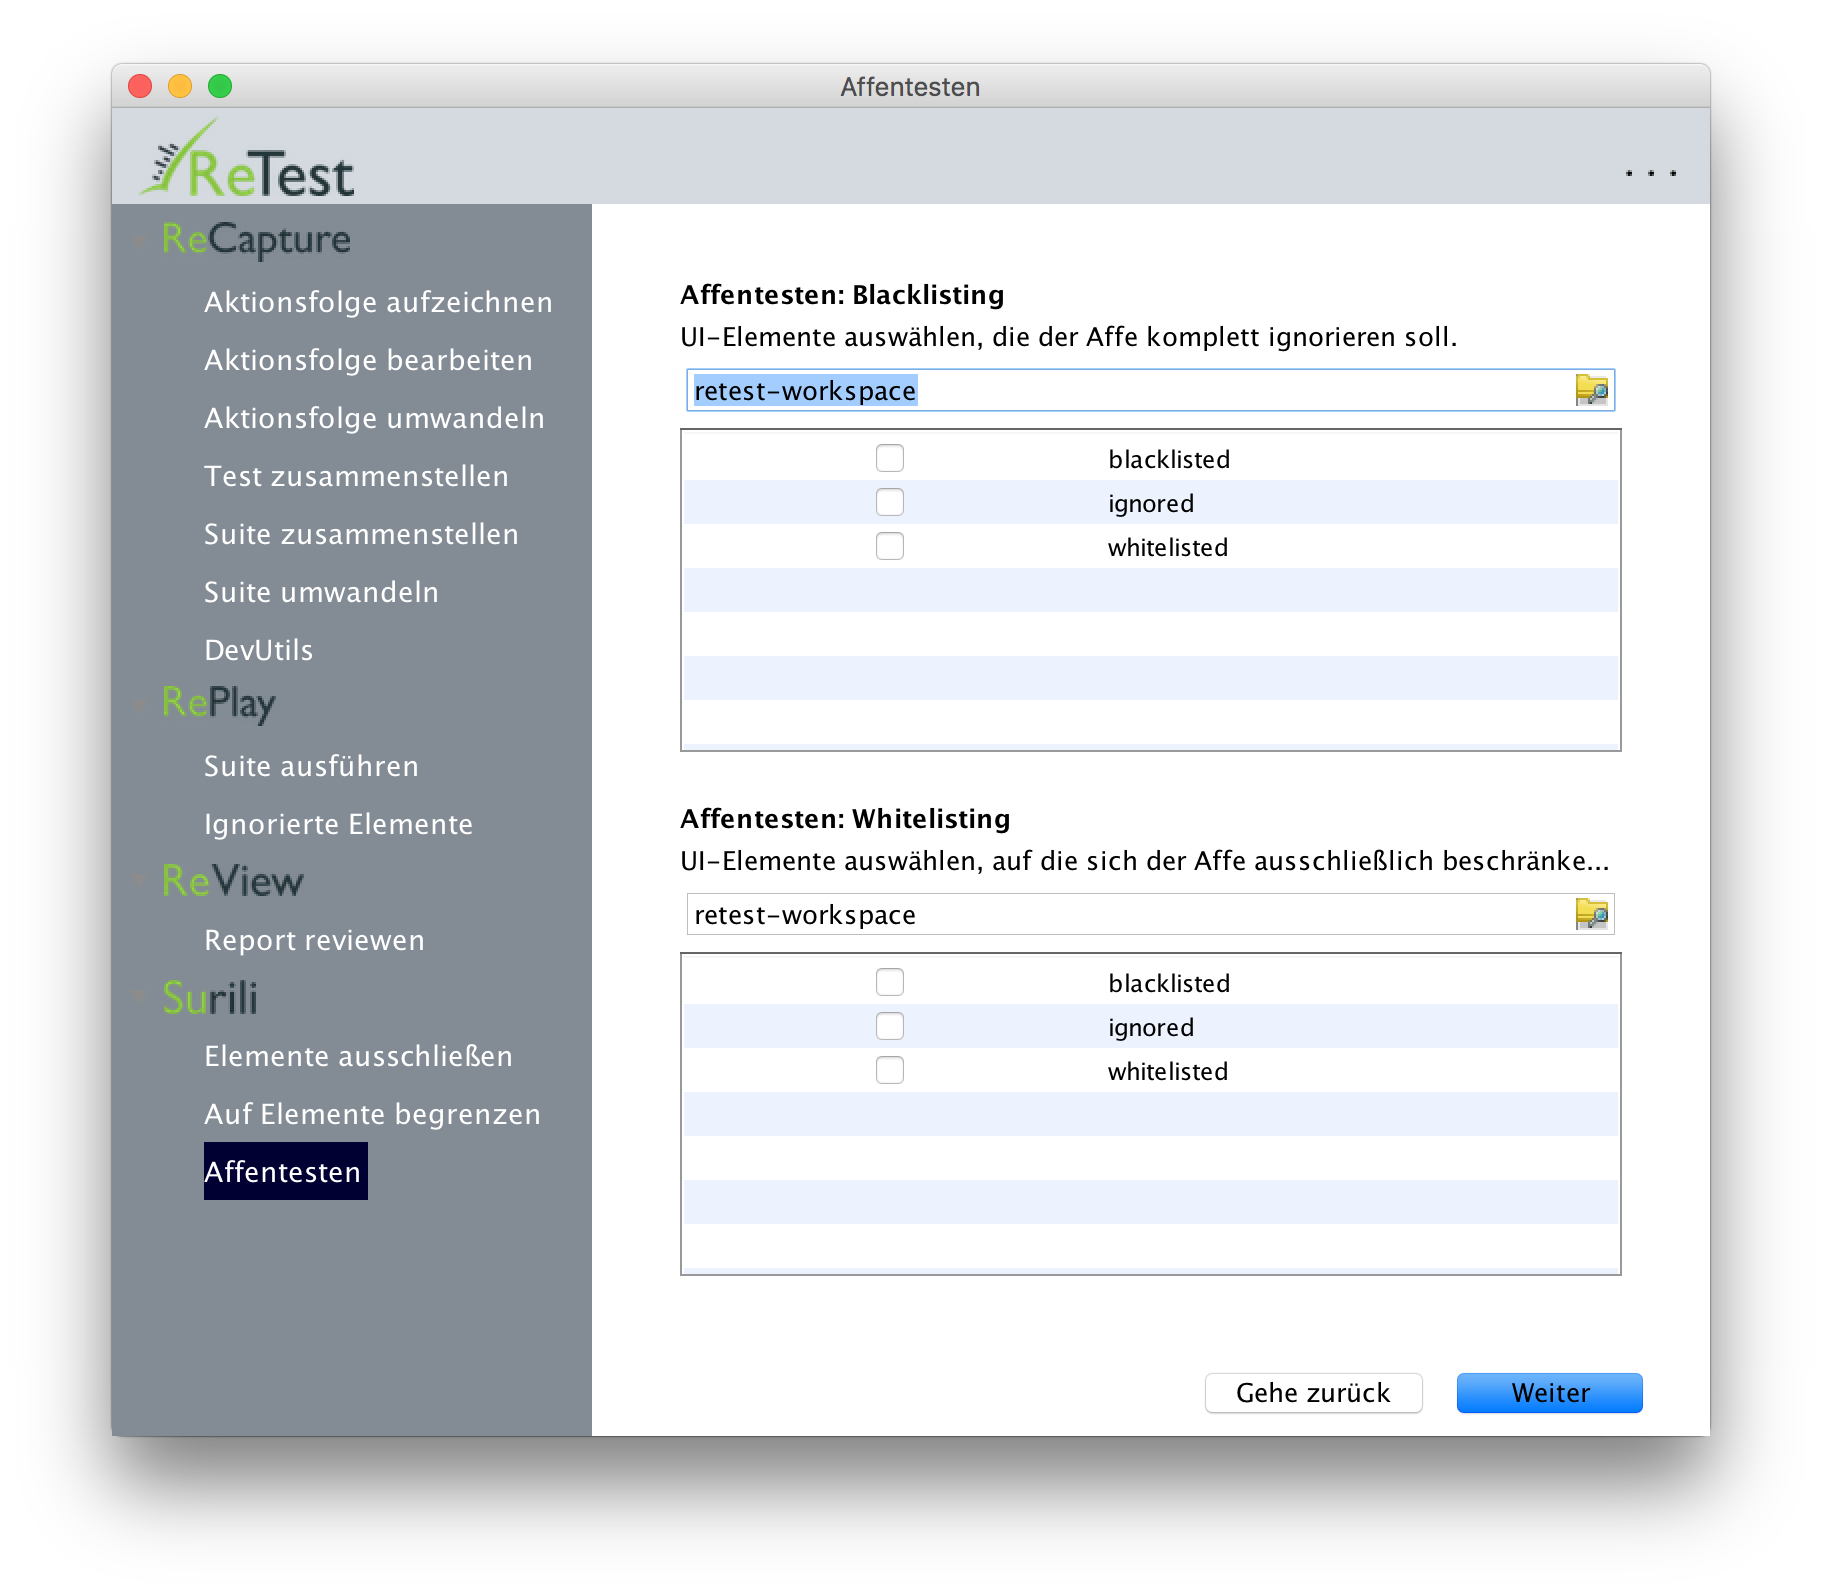 Affentesten
ReTest
...
ReCapture
Aktionsfolge aufzeichnen
Aktionsfolge bearbeiten
Aktionsfolge umwandeln
Test zusammenstellen
Suite zusammenstellen
Suite umwandeln
DevUtils
RePlay
Suite ausführen
Ignorierte Elemente
ReView
Report reviewen
Surili
Elemente ausschließen
Auf Elemente begrenzen
Affentesten
Affentesten: Blacklisting
UI-Elemente auswählen, die der Affe komplett ignorieren soll.
retest-workspace
blacklisted
ignored
whitelisted
Affentesten: Whitelisting
UI-Elemente auswählen, auf die sich der Affe ausschließlich beschränke...
retest-workspace
blacklisted
ignored
whitelisted
Gehe zurück
Weiter